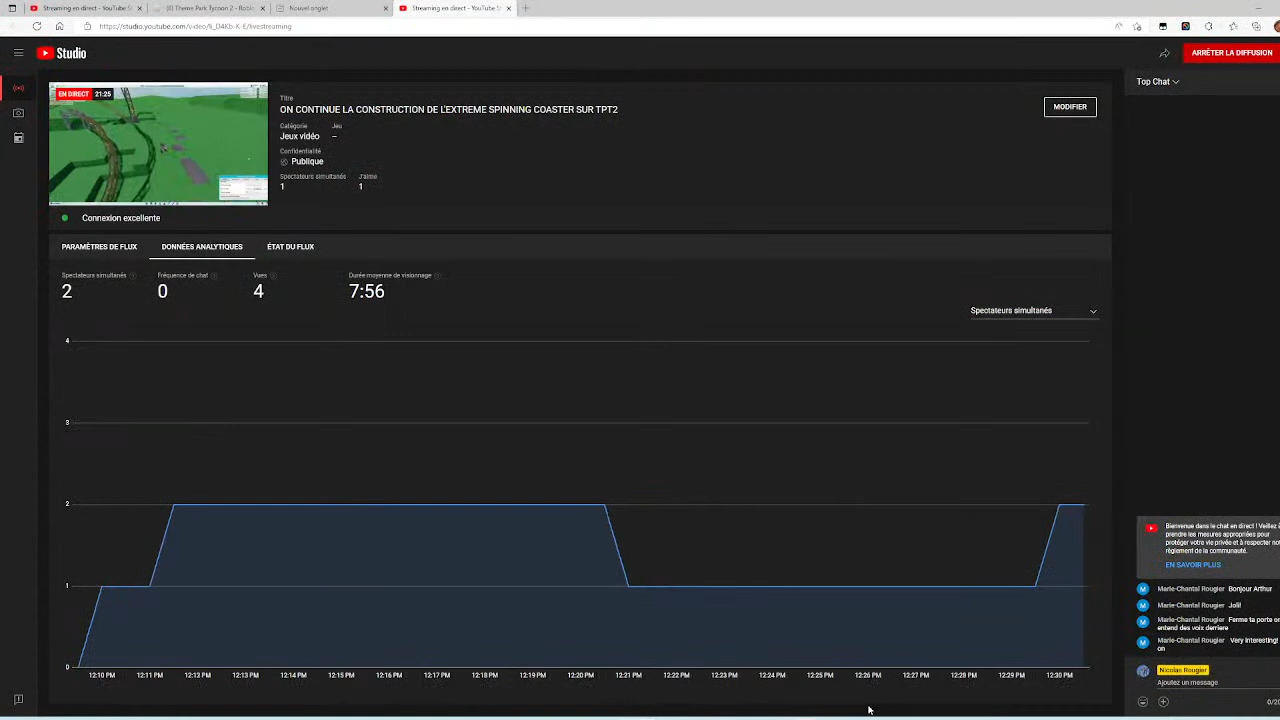 Streaming en direct - YouTube S
(0) Theme Park Tycoon 2 - Roblo
Nouvel onglet
Streaming en direct - YouTube S
https://studio.youtube.com/video/li_D4Kb-K-E/livestreaming
Studio
ARRÊTER LA DIFFUSION
Top Chat
EN DIRECT 21:25
Titre
ON CONTINUE LA CONSTRUCTION DE L'EXTREME SPINNING COASTER SUR TPT2
MODIFIER
Catégorie Jeu
Jeux vidéo –
Confidentialité
Publique
Spectateurs simultanés J'aime
1 1
Connexion excellente
PARAMÈTRES DE FLUX DONNÉES ANALYTIQUES ÉTAT DU FLUX
Spectateurs simultanés Fréquence de chat Vues Durée moyenne de visionnage
2 0 4 7:56
Spectateurs simultanés
4
3
2
1
0
12:10 PM 12:11 PM 12:13 PM 12:13 PM 12:14 PM 12:15 PM 12:16 PM 12:17 PM 12:18 PM 12:19 PM 12:20 PM 12:21 PM 12:22 PM 12:23 PM 12:24 PM 12:25 PM 12:26 PM 12:27 PM 12:28 PM 12:29 PM 12:30 PM
Bienvenue dans le chat en direct ! Veillez à
prendre les mesures appropriées pour
protéger votre vie privée et à respecter not
règlement de la communauté.
EN SAVOIR PLUS
M Marie-Chantal Rougier Bonjour Arthur
M Marie-Chantal Rougier Joli!
M Marie-Chantal Rougier Ferme ta porte on
entend des voix derriere
M Marie-Chantal Rougier Very interesting!
on
Nicolas Rougier
Ajoutez un message
0/20